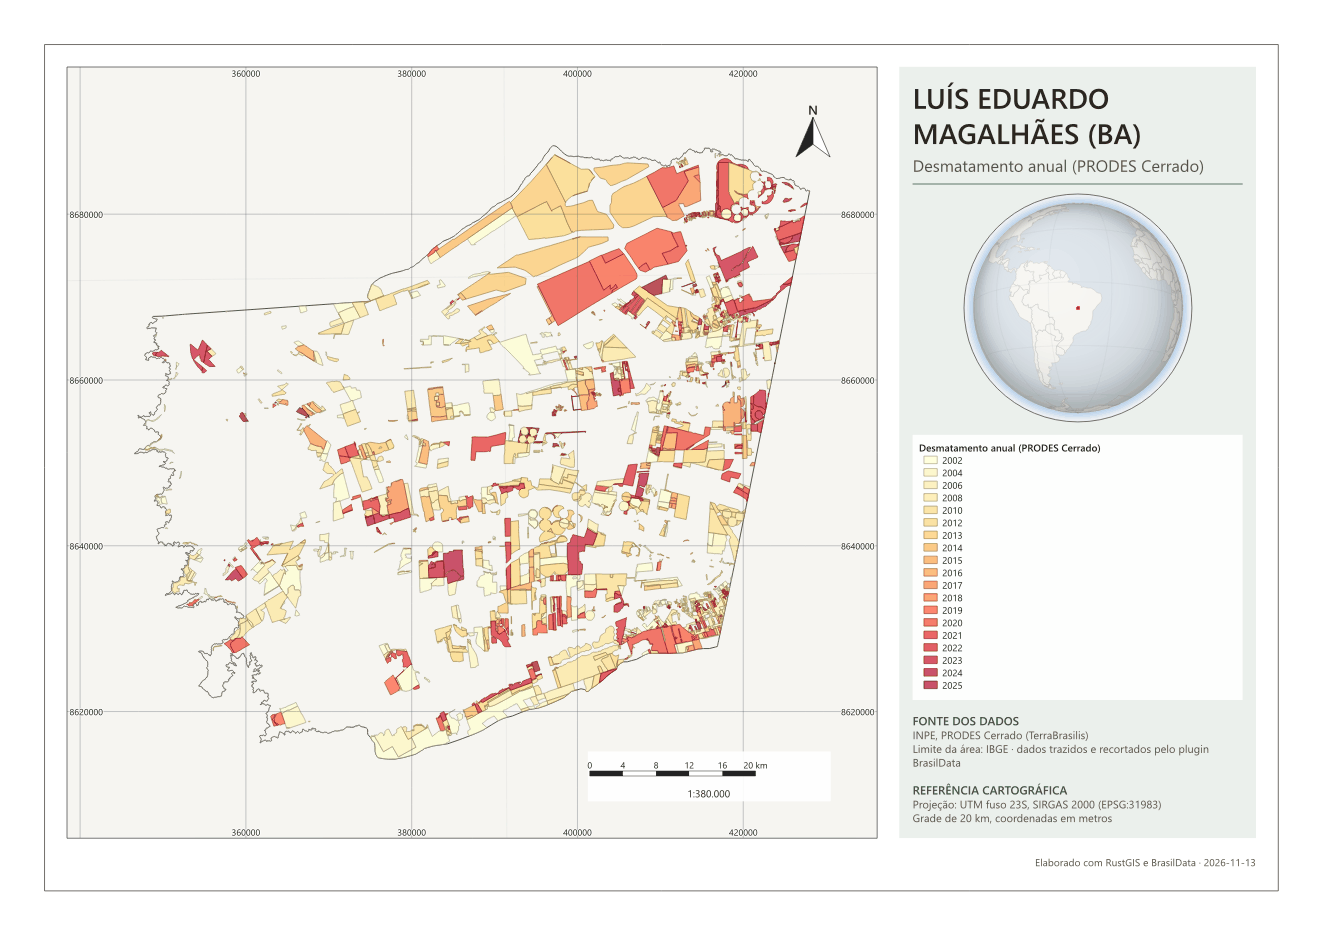 360000
380000
400000
420000
N
8680000
8680000
8660000
8660000
8640000
8640000
8620000
8620000
0 4 8 12 16 20 km
1:380.000
360000
380000
400000
420000
LUÍS EDUARDO
MAGALHÃES (BA)
Desmatamento anual (PRODES Cerrado)
Desmatamento anual (PRODES Cerrado)
2002
2004
2006
2008
2010
2012
2013
2014
2015
2016
2017
2018
2019
2020
2021
2022
2023
2024
2025
FONTE DOS DADOS
INPE, PRODES Cerrado (TerraBrasilis)
Limite da área: IBGE · dados trazidos e recortados pelo plugin
BrasilData
REFERÊNCIA CARTOGRÁFICA
Projeção: UTM fuso 23S, SIRGAS 2000 (EPSG:31983)
Grade de 20 km, coordenadas em metros
Elaborado com RustGIS e BrasilData · 2026-11-13